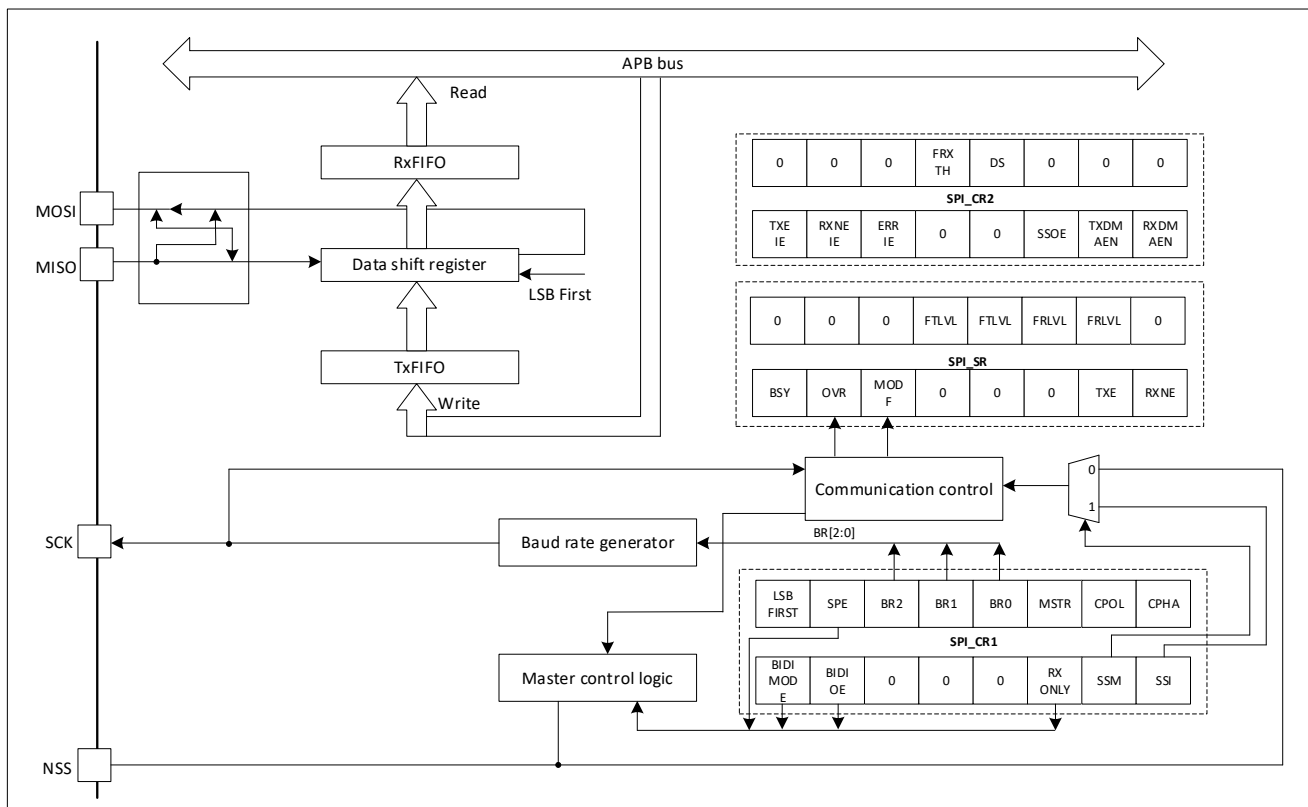 APB bus
Read
RxFIFO
MOSI
MISO
Data shift register
LSB First
TxFIFO
Write
0 0 0 FRX TH DS 0 0 0
SPI_CR2
TXE IE RXNE IE ERR IE 0 0 SSOE TXDM AEN RXDM AEN
0 0 0 FTLVL FTLVL FRLVL FRLVL 0
SPI_SR
BSY OVR MOD F 0 0 0 TXE RXNE
Communication control
0
1
SCK
Baud rate generator
BR[2:0]
LSB FIRST SPE BR2 BR1 BR0 MSTR CPOL CPHA
SPI_CR1
BIDI MOD E BIDI OE 0 0 0 RX ONLY SSM SSI
Master control logic
NSS